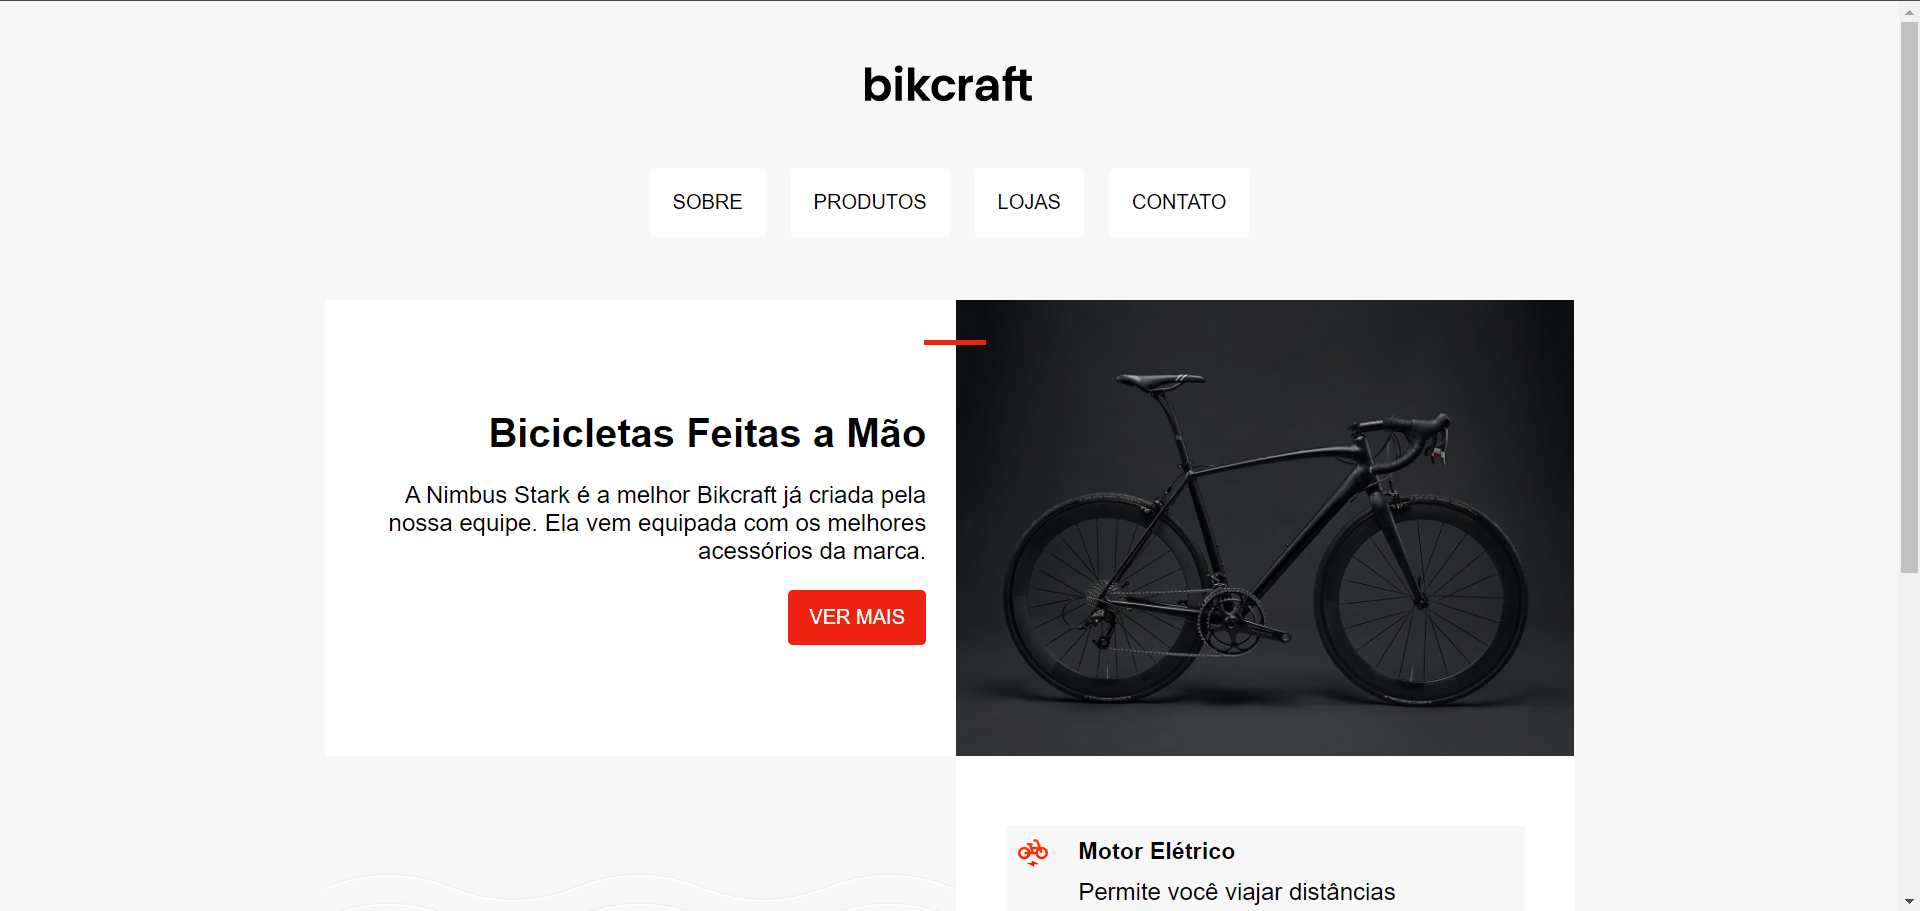 bikcraft
SOBRE
PRODUTOS
LOJAS
CONTATO
Bicicletas Feitas a Mão
A Nimbus Stark é a melhor Bikcraft já criada pela
nossa equipe. Ela vem equipada com os melhores
acessórios da marca.
VER MAIS
Motor Elétrico
Permite você viajar distâncias